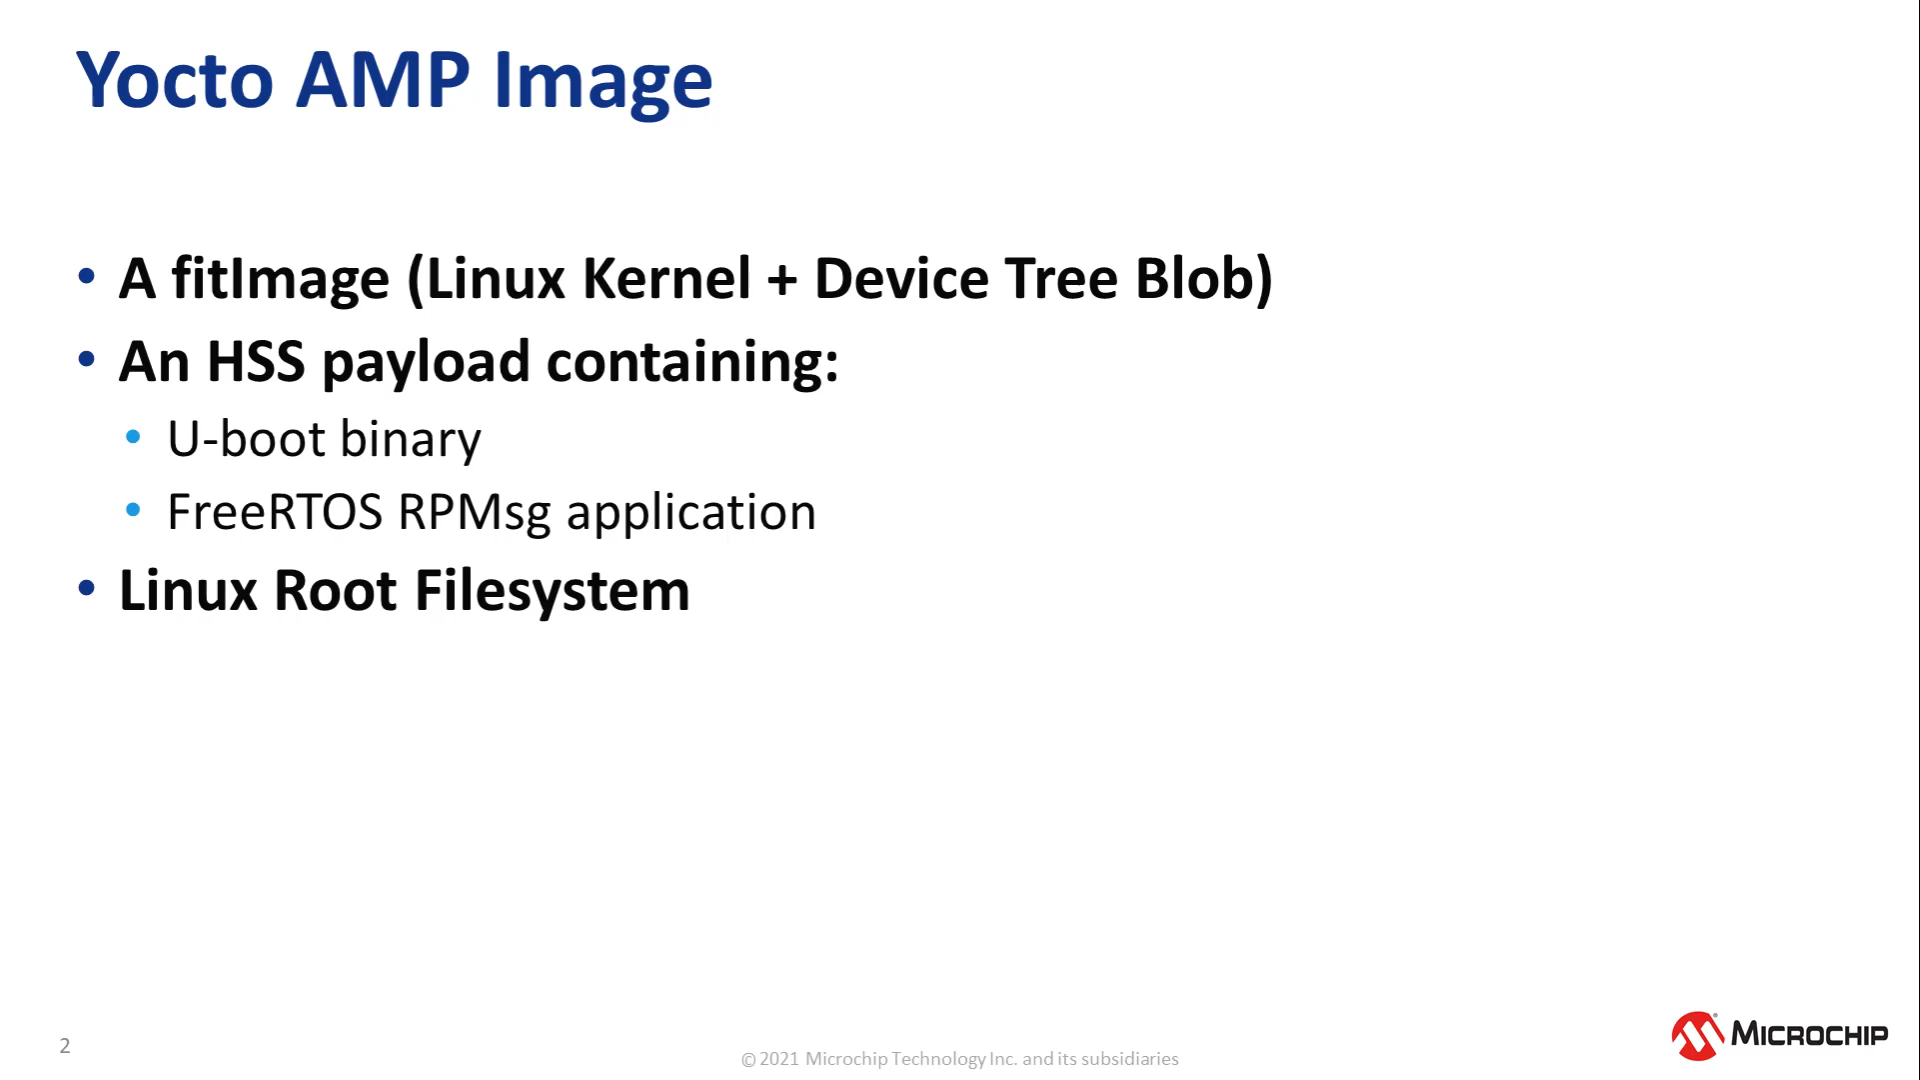 Yocto AMP Image
• A fitImage (Linux Kernel + Device Tree Blob)
• An HSS payload containing:
• U-boot binary
• FreeRTOS RPMsg application
• Linux Root Filesystem
2
© 2021 Microchip Technology Inc. and its subsidiaries
MICROCHIP